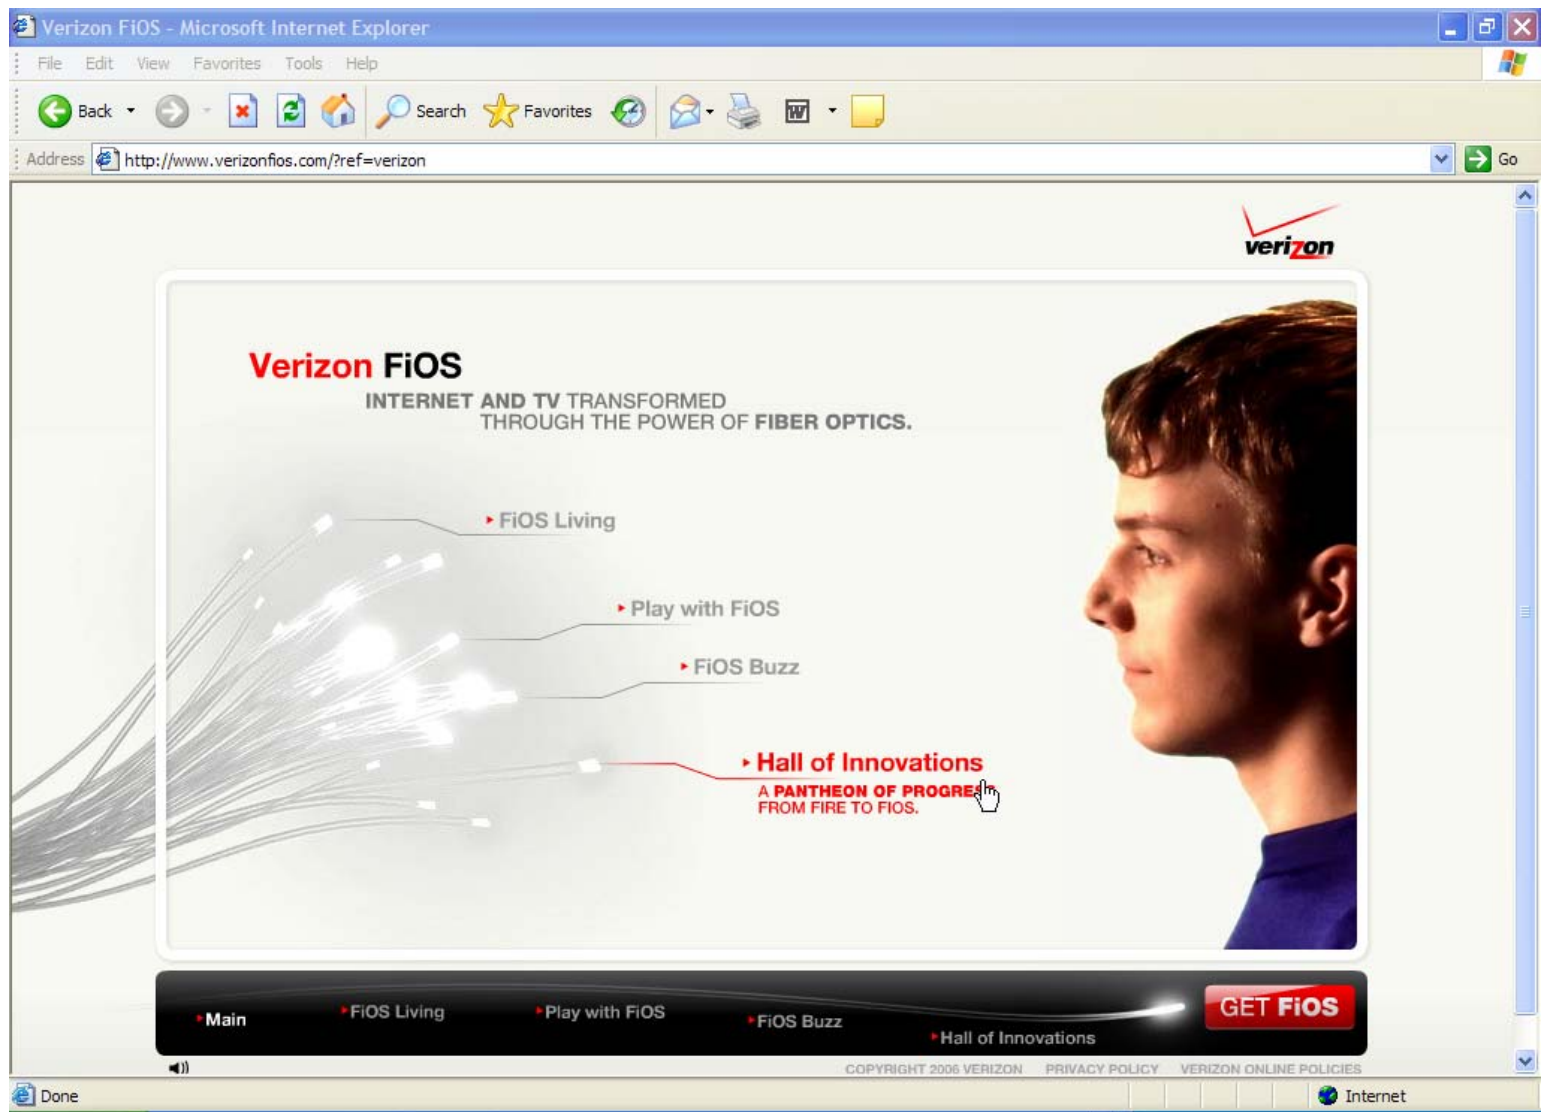 Verizon FiOS - Microsoft Internet Explorer
File Edit View Favorites Tools Help
Back Search Favorites
Address http://www.verizonfios.com/?ref=verizon Go
verizon
Verizon FiOS
INTERNET AND TV TRANSFORMED
THROUGH THE POWER OF FIBER OPTICS.
FiOS Living
Play with FiOS
FiOS Buzz
Hall of Innovations
A PANTHEON OF PROGRES
FROM FIRE TO FIOS.
Main FiOS Living Play with FiOS FiOS Buzz Hall of Innovations GET FiOS
COPYRIGHT 2006 VERIZON PRIVACY POLICY VERIZON ONLINE POLICIES
Done Internet